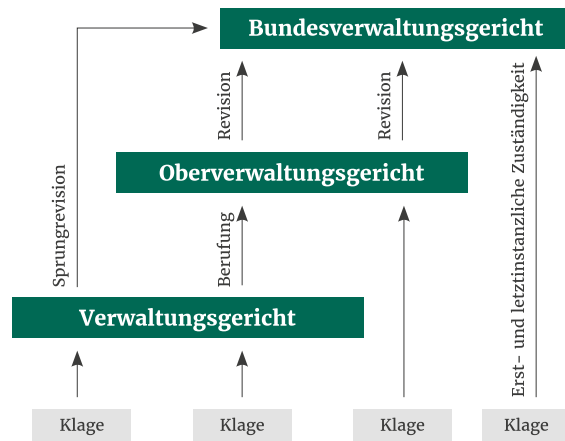 Bundesverwaltungsgericht
Revision
Revision
Erst- und letztinstanzliche Zuständigkeit
Oberverwaltungsgericht
Sprungrevision
Berufung
Verwaltungsgericht
Klage
Klage
Klage
Klage